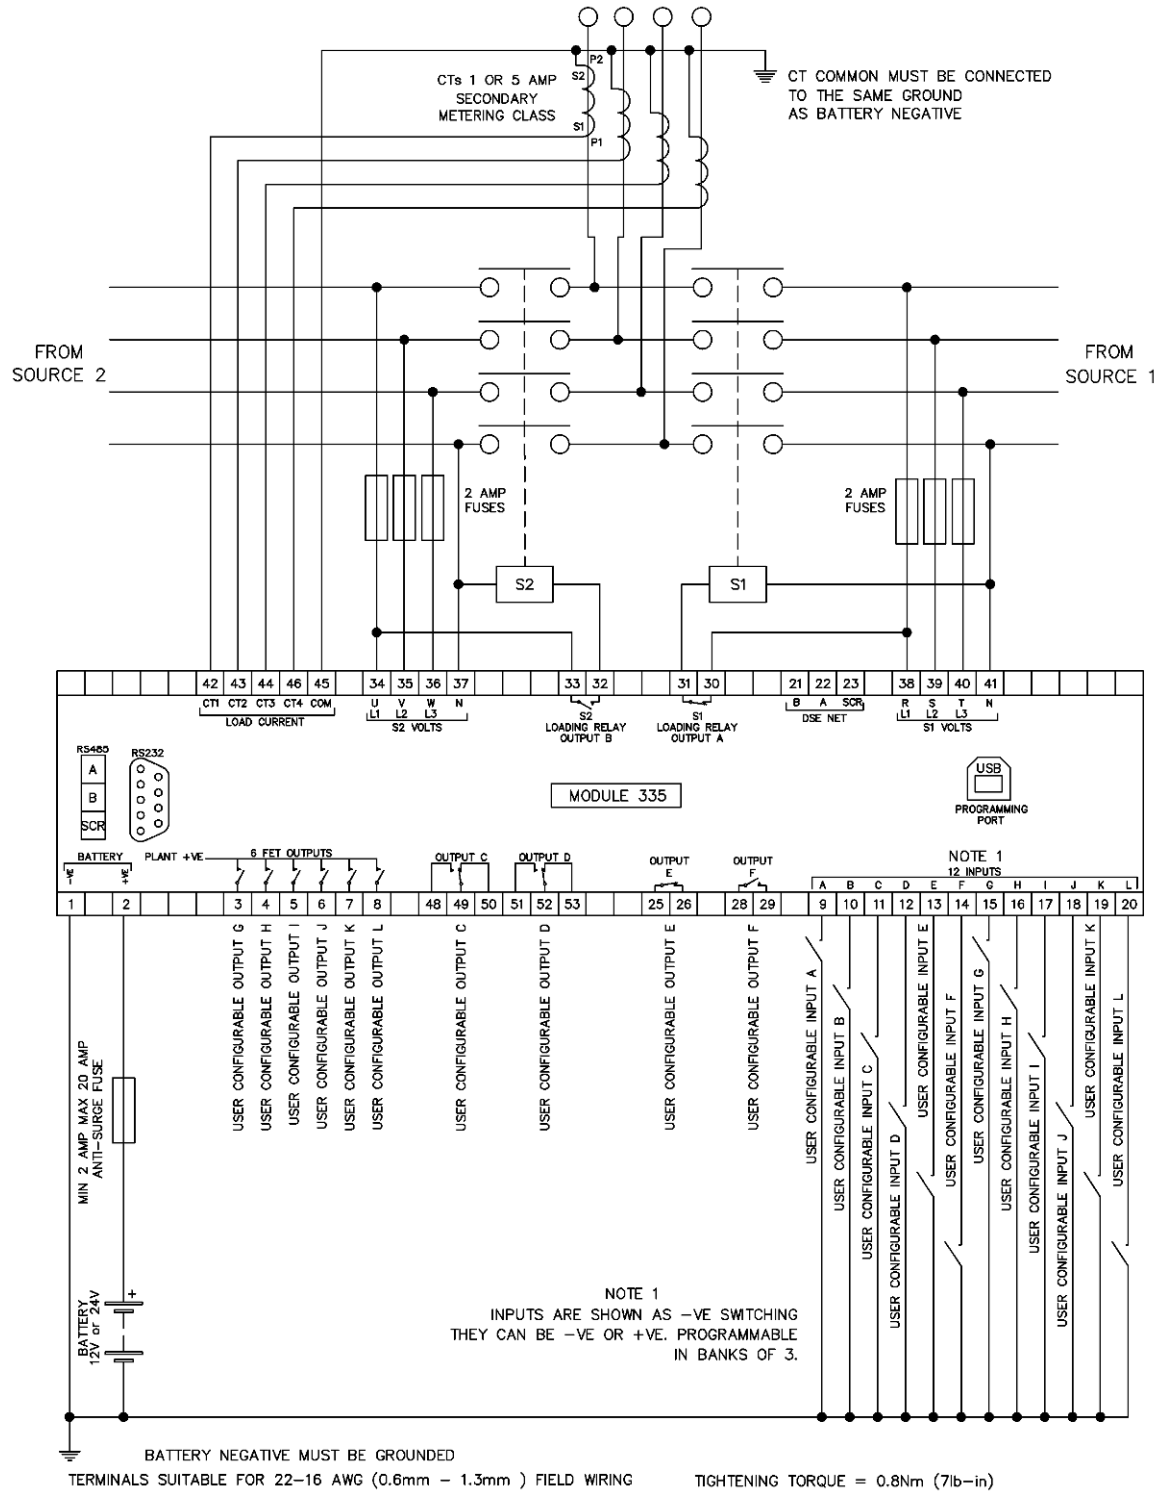 P2
S2
CTs 1 OR 5 AMP
SECONDARY
METERING CLASS
S1
P1
CT COMMON MUST BE CONNECTED
TO THE SAME GROUND
AS BATTERY NEGATIVE
FROM
SOURCE 2
FROM
SOURCE 1
2 AMP
FUSES
2 AMP
FUSES
S2
S1
42 43 44 46 45 34 35 36 37 33 32 31 30 21 22 23 38 39 40 41
CT1 CT2 CT3 CT4 COM
LOAD CURRENT
U V W N
L1 L2 L3
S2 VOLTS
S2
LOADING RELAY
OUTPUT B
S1
LOADING RELAY
OUTPUT A
B A SCR
DSE NET
R S T N
L1 L2 L3
S1 VOLTS
RS485
A
B
SCR
RS232
MODULE 335
USB
PROGRAMMING
PORT
BATTERY
-VE
+VE
PLANT +VE
6 FET OUTPUTS
OUTPUT C
OUTPUT D
OUTPUT
E
OUTPUT
F
NOTE 1
12 INPUTS
A B C D E F G H I J K L
1 2 3 4 5 6 7 8 48 49 50 51 52 53 25 26 28 29 9 10 11 12 13 14 15 16 17 18 19 20
MIN 2 AMP MAX 20 AMP
ANTI-SURGE FUSE
USER CONFIGURABLE OUTPUT G
USER CONFIGURABLE OUTPUT H
USER CONFIGURABLE OUTPUT I
USER CONFIGURABLE OUTPUT J
USER CONFIGURABLE OUTPUT K
USER CONFIGURABLE OUTPUT L
USER CONFIGURABLE OUTPUT C
USER CONFIGURABLE OUTPUT D
USER CONFIGURABLE OUTPUT E
USER CONFIGURABLE OUTPUT F
USER CONFIGURABLE INPUT A
USER CONFIGURABLE INPUT B
USER CONFIGURABLE INPUT C
USER CONFIGURABLE INPUT D
USER CONFIGURABLE INPUT E
USER CONFIGURABLE INPUT F
USER CONFIGURABLE INPUT G
USER CONFIGURABLE INPUT H
USER CONFIGURABLE INPUT I
USER CONFIGURABLE INPUT J
USER CONFIGURABLE INPUT K
USER CONFIGURABLE INPUT L
BATTERY
12V or 24V
+
NOTE 1
INPUTS ARE SHOWN AS -VE SWITCHING
THEY CAN BE -VE OR +VE. PROGRAMMABLE
IN BANKS OF 3.
BATTERY NEGATIVE MUST BE GROUNDED
TERMINALS SUITABLE FOR 22-16 AWG (0.6mm - 1.3mm ) FIELD WIRING
TIGHTENING TORQUE = 0.8Nm (7lb-in)